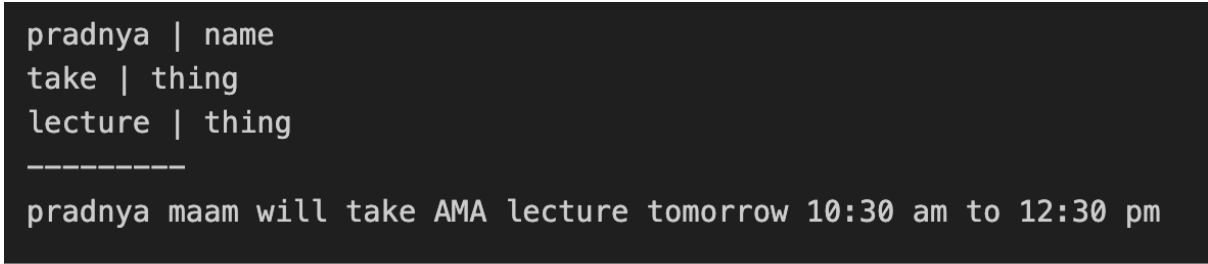 pradnya | name
take | thing
lecture | thing
---------
pradnya maam will take AMA lecture tomorrow 10:30 am to 12:30 pm